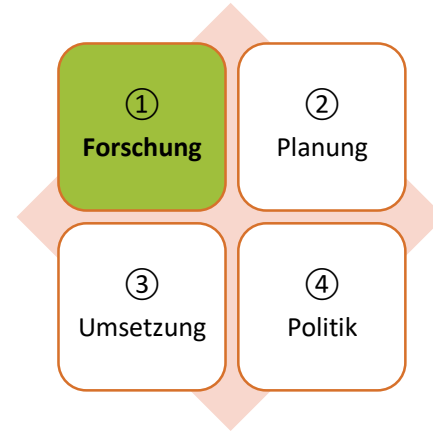 ①
Forschung
②
Planung
③
Umsetzung
④
Politik